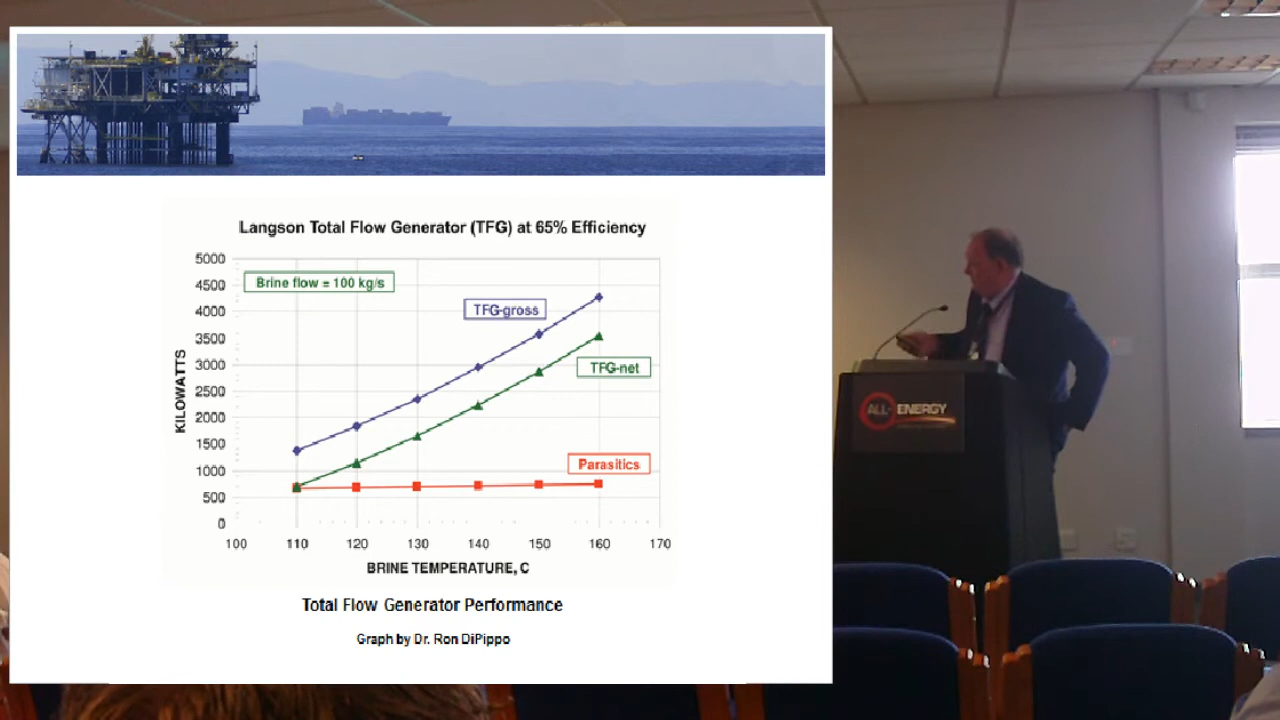 Langson Total Flow Generator (TFG) at 65% Efficiency
5000
Brine flow = 100 kg/s
4500
TFG-gross
4000
3500
3000
TFG-net
2500
2000
1500
Parasitics
1000
500
0
KILOWATTS
100 110 120 130 140 150 160 170
BRINE TEMPERATURE, C
Total Flow Generator Performance
Graph by Dr. Ron DiPippo
ALL-ENERGY